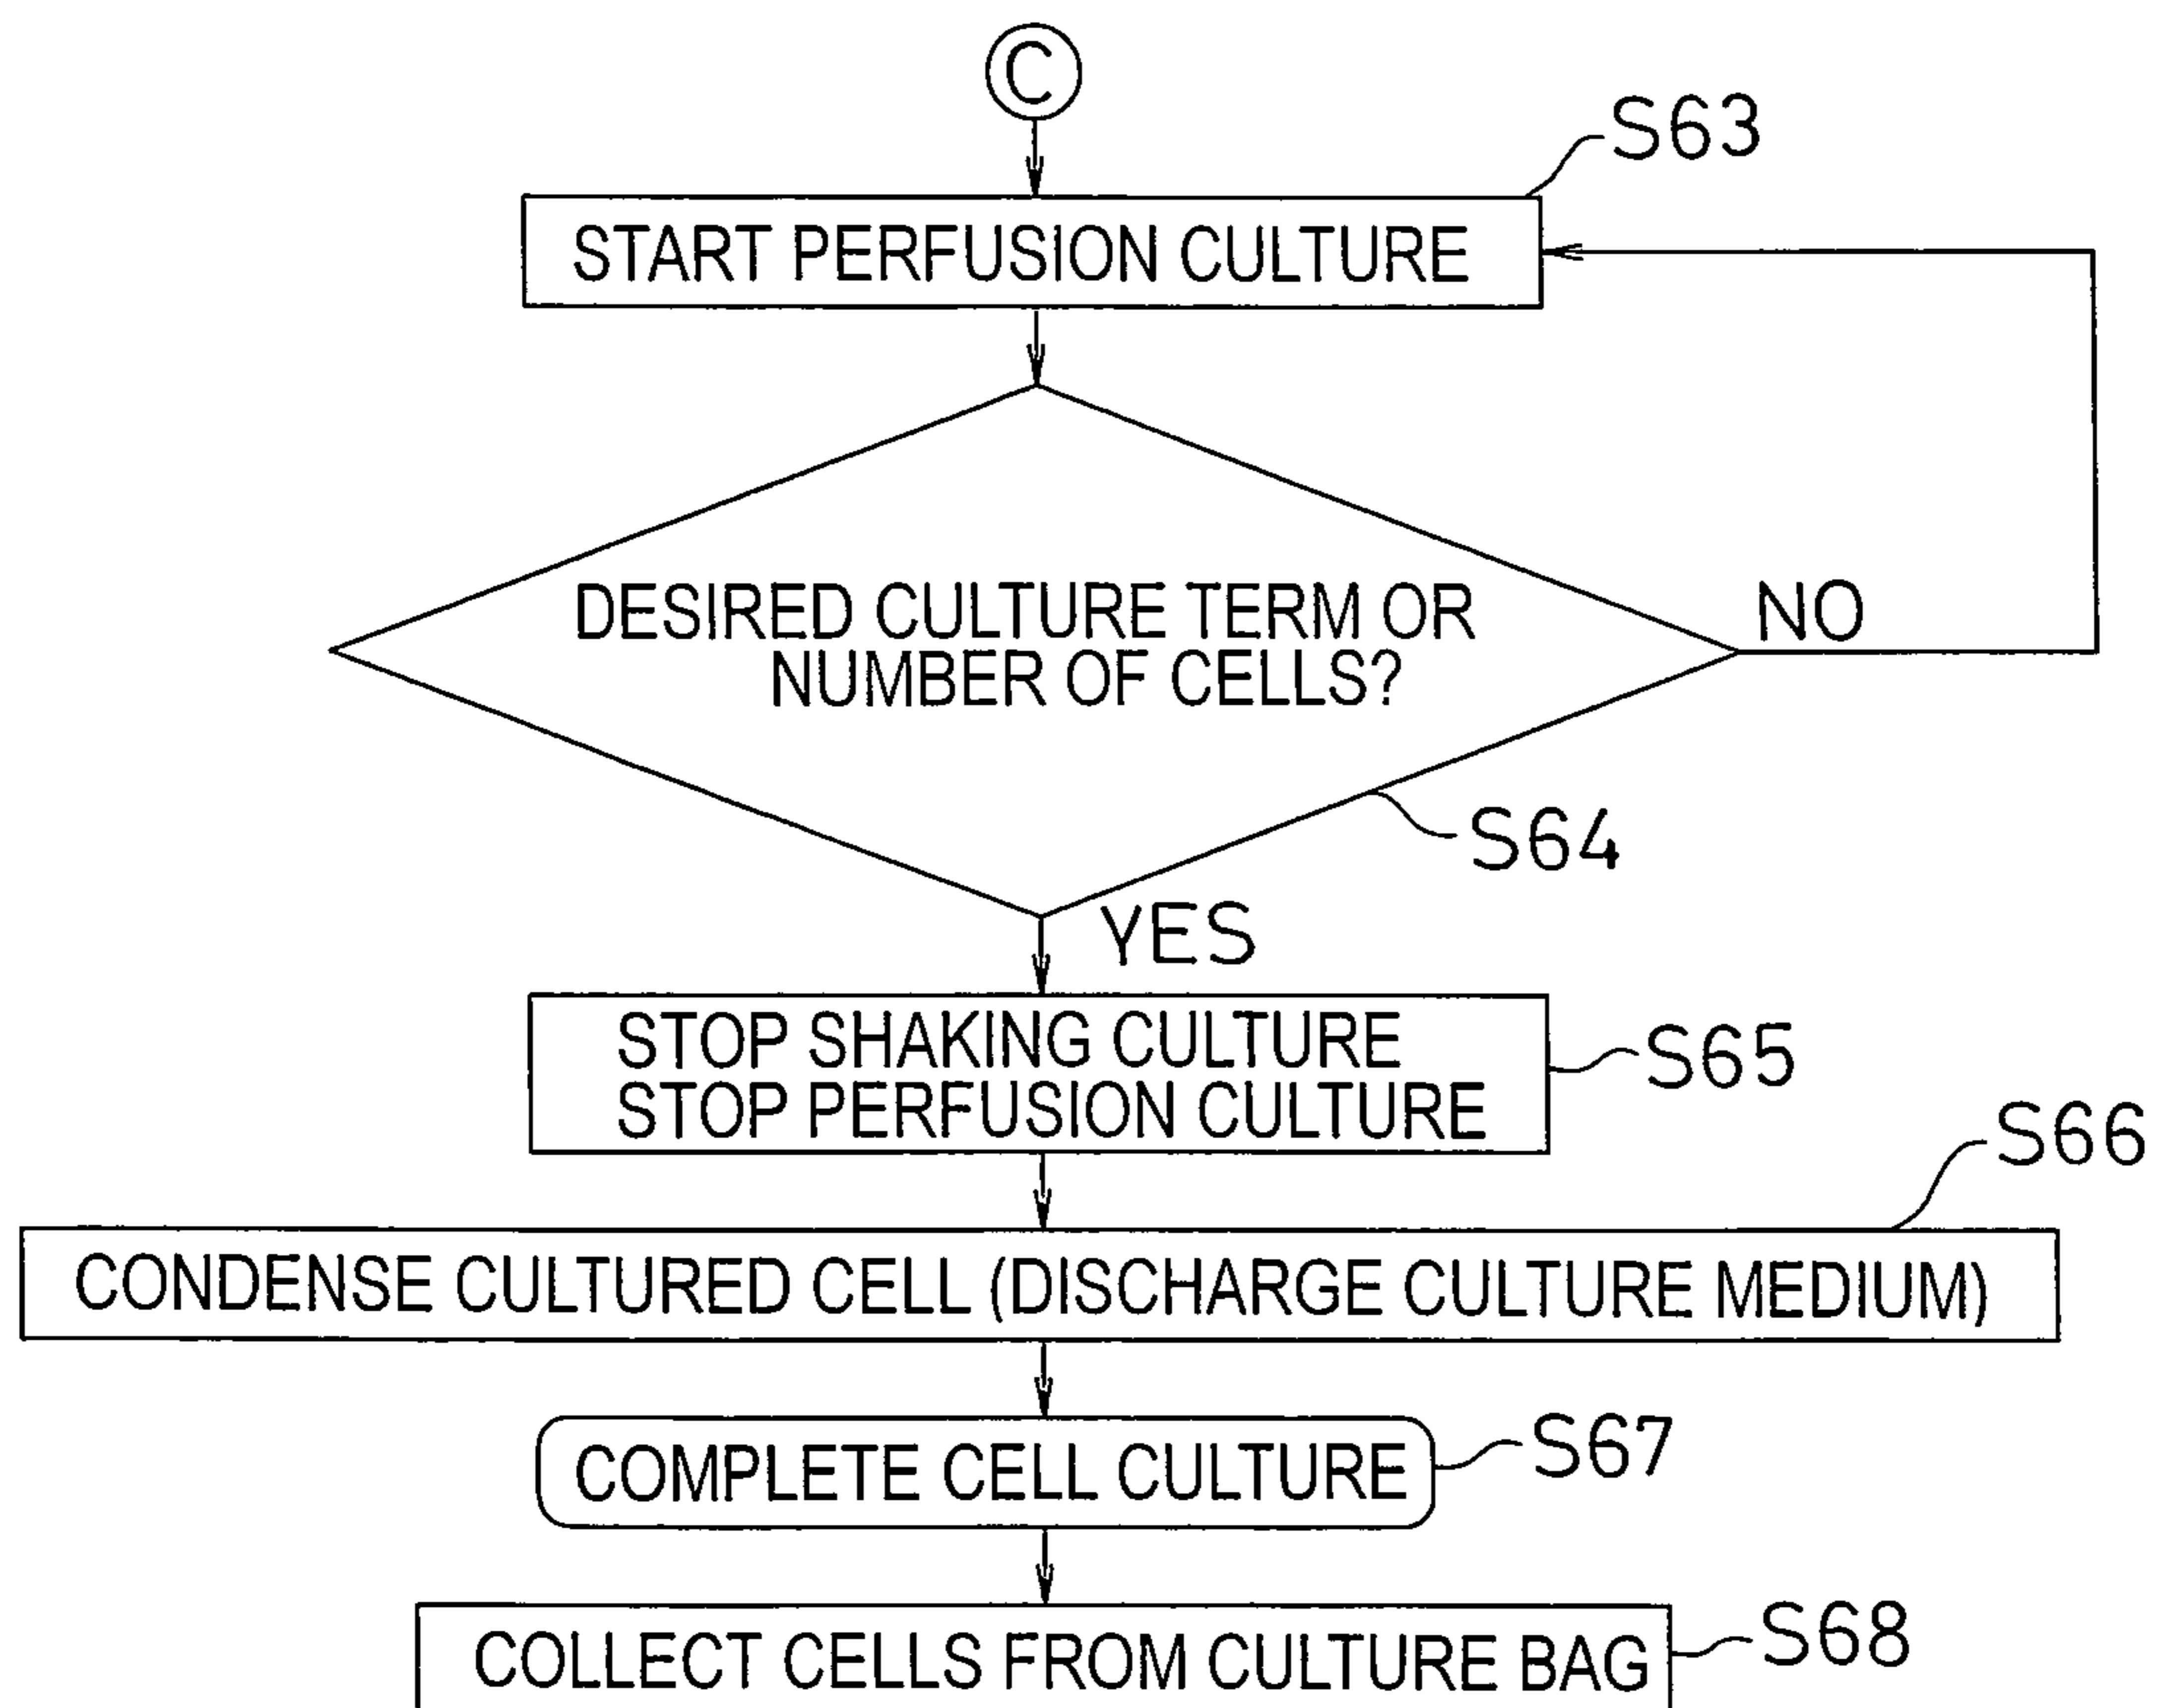 C
S63
START PERFUSION CULTURE
DESIRED CULTURE TERM OR
NUMBER OF CELLS?
NO
S64
YES
STOP SHAKING CULTURE
STOP PERFUSION CULTURE
S65
S66
CONDENSE CULTURED CELL (DISCHARGE CULTURE MEDIUM)
COMPLETE CELL CULTURE
S67
COLLECT CELLS FROM CULTURE BAG
S68